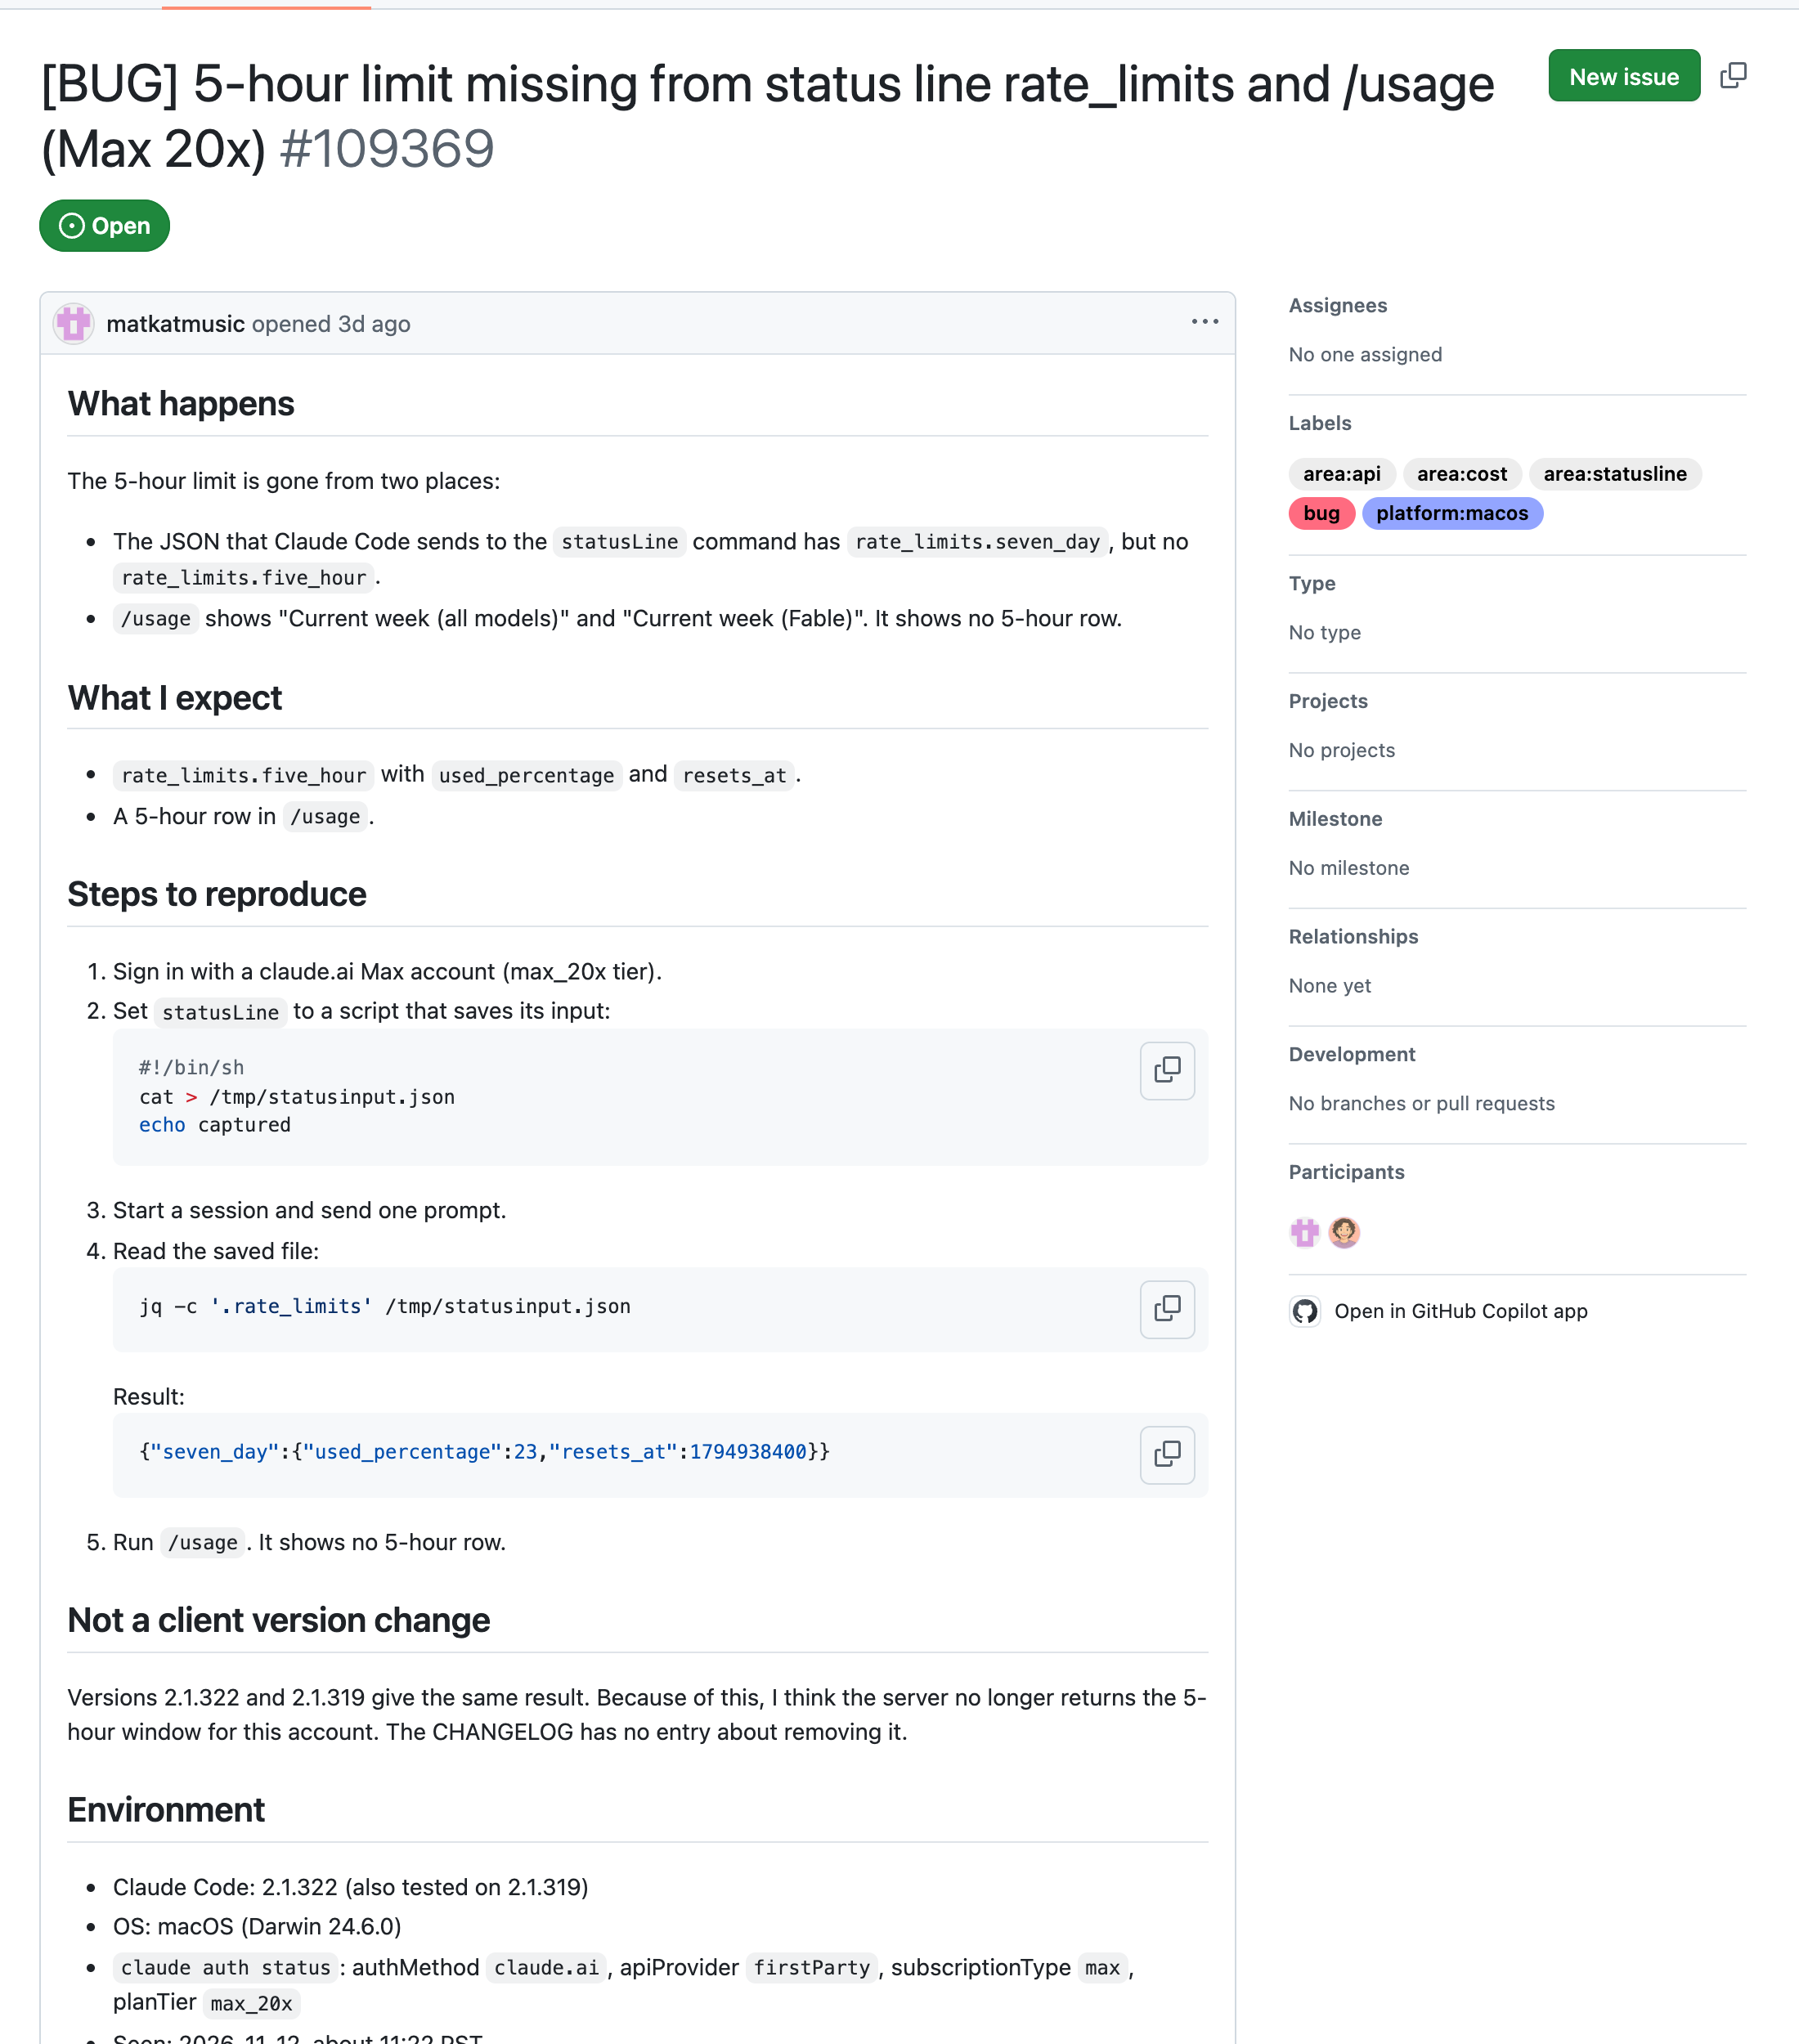 [BUG] 5-hour limit missing from status line rate_limits and /usage
(Max 20x) #109369
New issue
Open
matkatmusic opened 3d ago
What happens
The 5-hour limit is gone from two places:
• The JSON that Claude Code sends to the statusLine command has rate_limits.seven_day, but no
rate_limits.five_hour.
• /usage shows "Current week (all models)" and "Current week (Fable)". It shows no 5-hour row.
What I expect
• rate_limits.five_hour with used_percentage and resets_at.
• A 5-hour row in /usage.
Steps to reproduce
1. Sign in with a claude.ai Max account (max_20x tier).
2. Set statusLine to a script that saves its input:
#!/bin/sh
cat > /tmp/statusinput.json
echo captured
3. Start a session and send one prompt.
4. Read the saved file:
jq -c '.rate_limits' /tmp/statusinput.json
Result:
{"seven_day":{"used_percentage":23,"resets_at":1794938400}}
5. Run /usage. It shows no 5-hour row.
Not a client version change
Versions 2.1.322 and 2.1.319 give the same result. Because of this, I think the server no longer returns the 5-
hour window for this account. The CHANGELOG has no entry about removing it.
Environment
• Claude Code: 2.1.322 (also tested on 2.1.319)
• OS: macOS (Darwin 24.6.0)
• claude auth status: authMethod claude.ai, apiProvider firstParty, subscriptionType max,
planTier max_20x
• Seen: 2026-11-12, about 11:22 PST
Assignees
No one assigned
Labels
area:api area:cost area:statusline
bug platform:macos
Type
No type
Projects
No projects
Milestone
No milestone
Relationships
None yet
Development
No branches or pull requests
Participants
Open in GitHub Copilot app